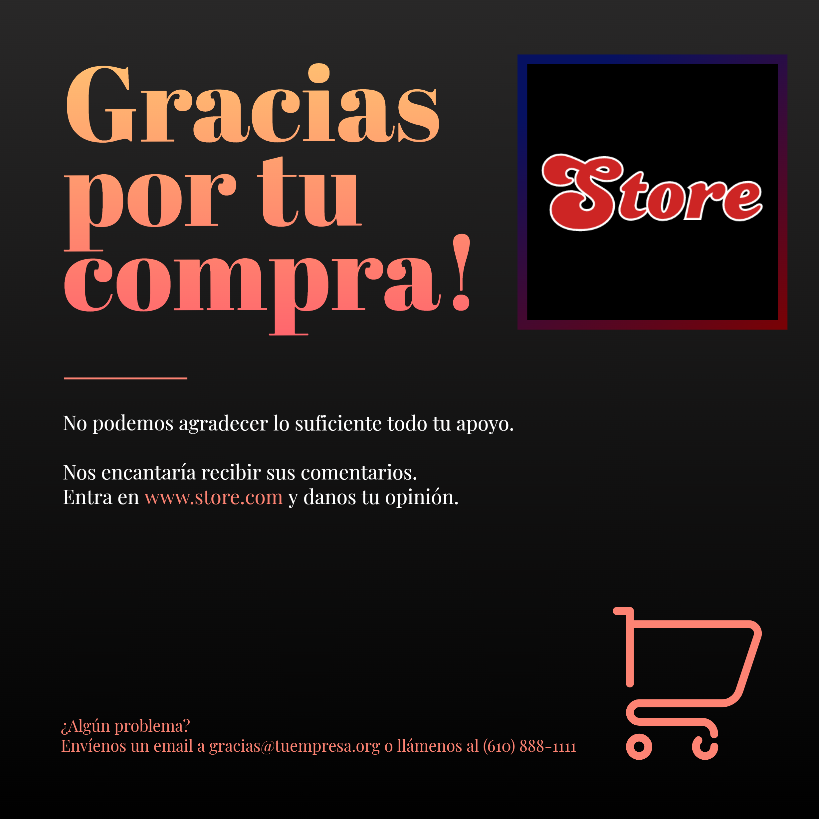 Gracias
por tu
compra!
Store
No podemos agradecer lo suficiente todo tu apoyo.
Nos encantaría recibir sus comentarios.
Entra en www.store.com y danos tu opinión.
¿Algún problema?
Envíenos un email a gracias@tuempresa.org o llámenos al (610) 888-1111